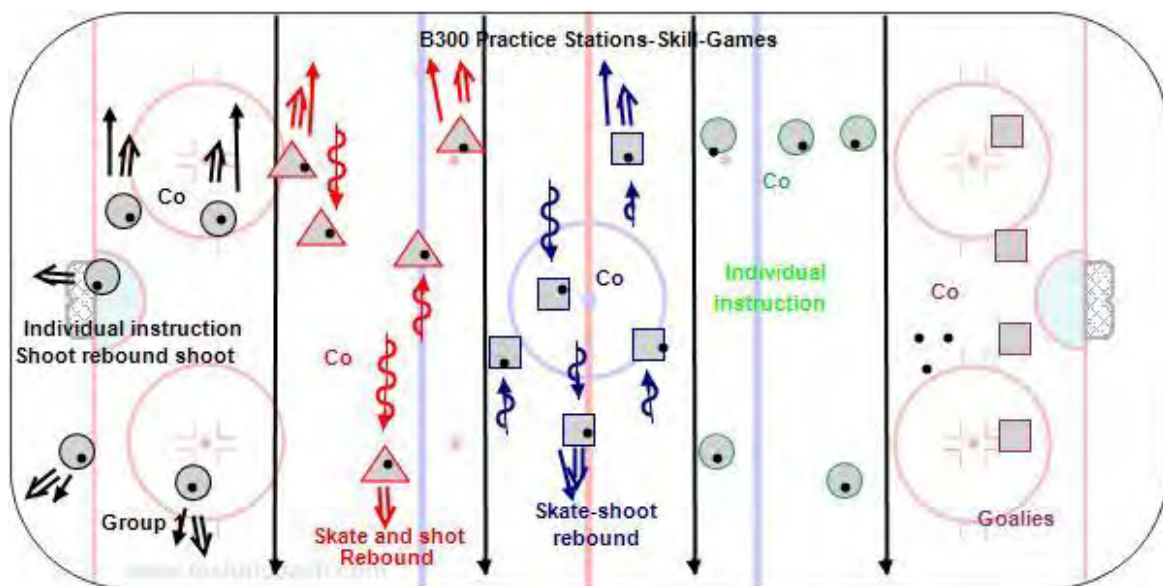 B300 Practice Stations-Skill-Games
Co
Co
Co
Individual
instruction
Co
Individual instruction
Shoot rebound shoot
Co
Group 1
Skate and shot
Rebound
Skate-shoot
rebound
Goalies